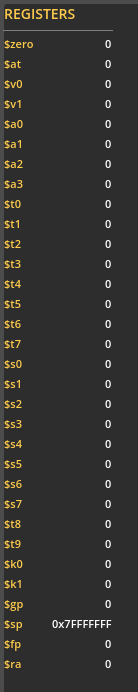 REGISTERS
$zero 0
$at 0
$v0 0
$v1 0
$a0 0
$a1 0
$a2 0
$a3 0
$t0 0
$t1 0
$t2 0
$t3 0
$t4 0
$t5 0
$t6 0
$t7 0
$s0 0
$s1 0
$s2 0
$s3 0
$s4 0
$s5 0
$s6 0
$s7 0
$t8 0
$t9 0
$k0 0
$k1 0
$gp 0
$sp 0x7FFFFFFF
$fp 0
$ra 0